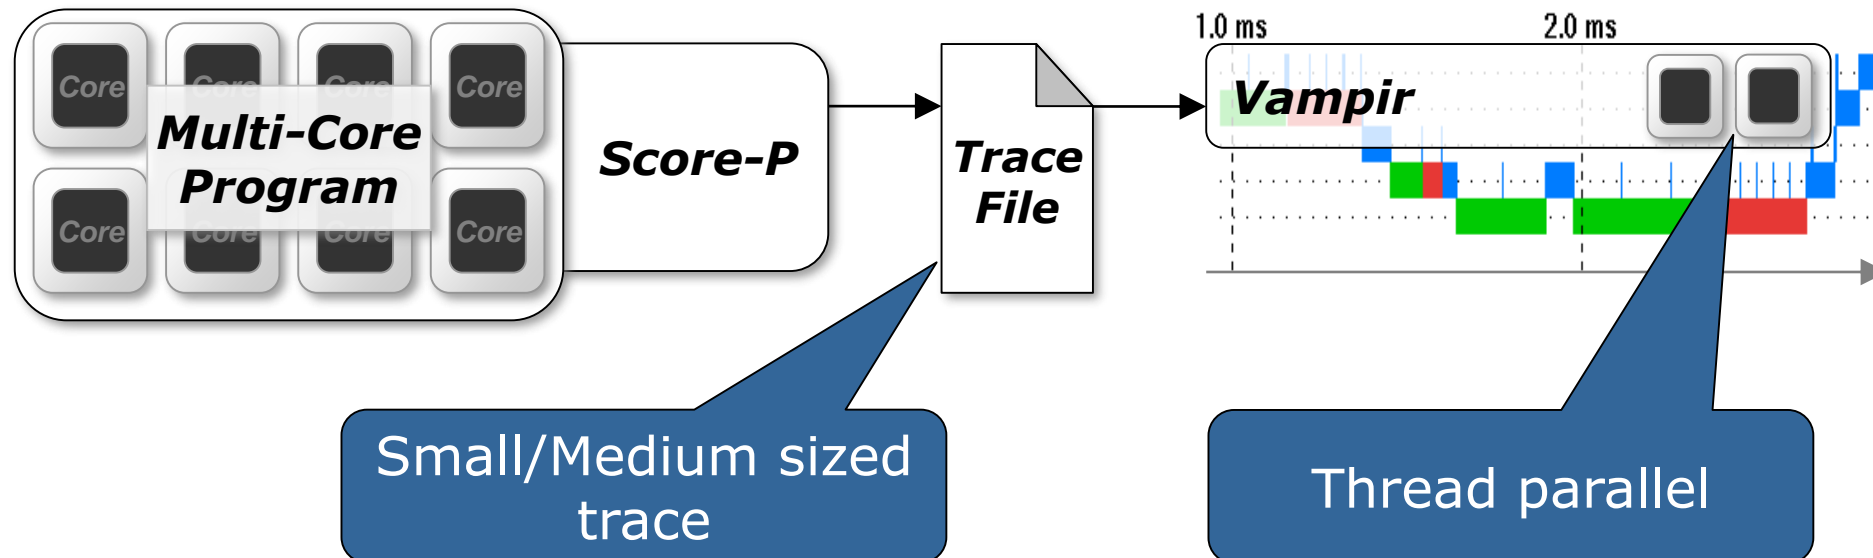 1.0 ms
2.0 ms
Core
Core
Core
Core
Multi-Core
Program
Core
Core
Core
Core
Score-P
Trace
File
Vampir
Small/Medium sized
trace
Thread parallel